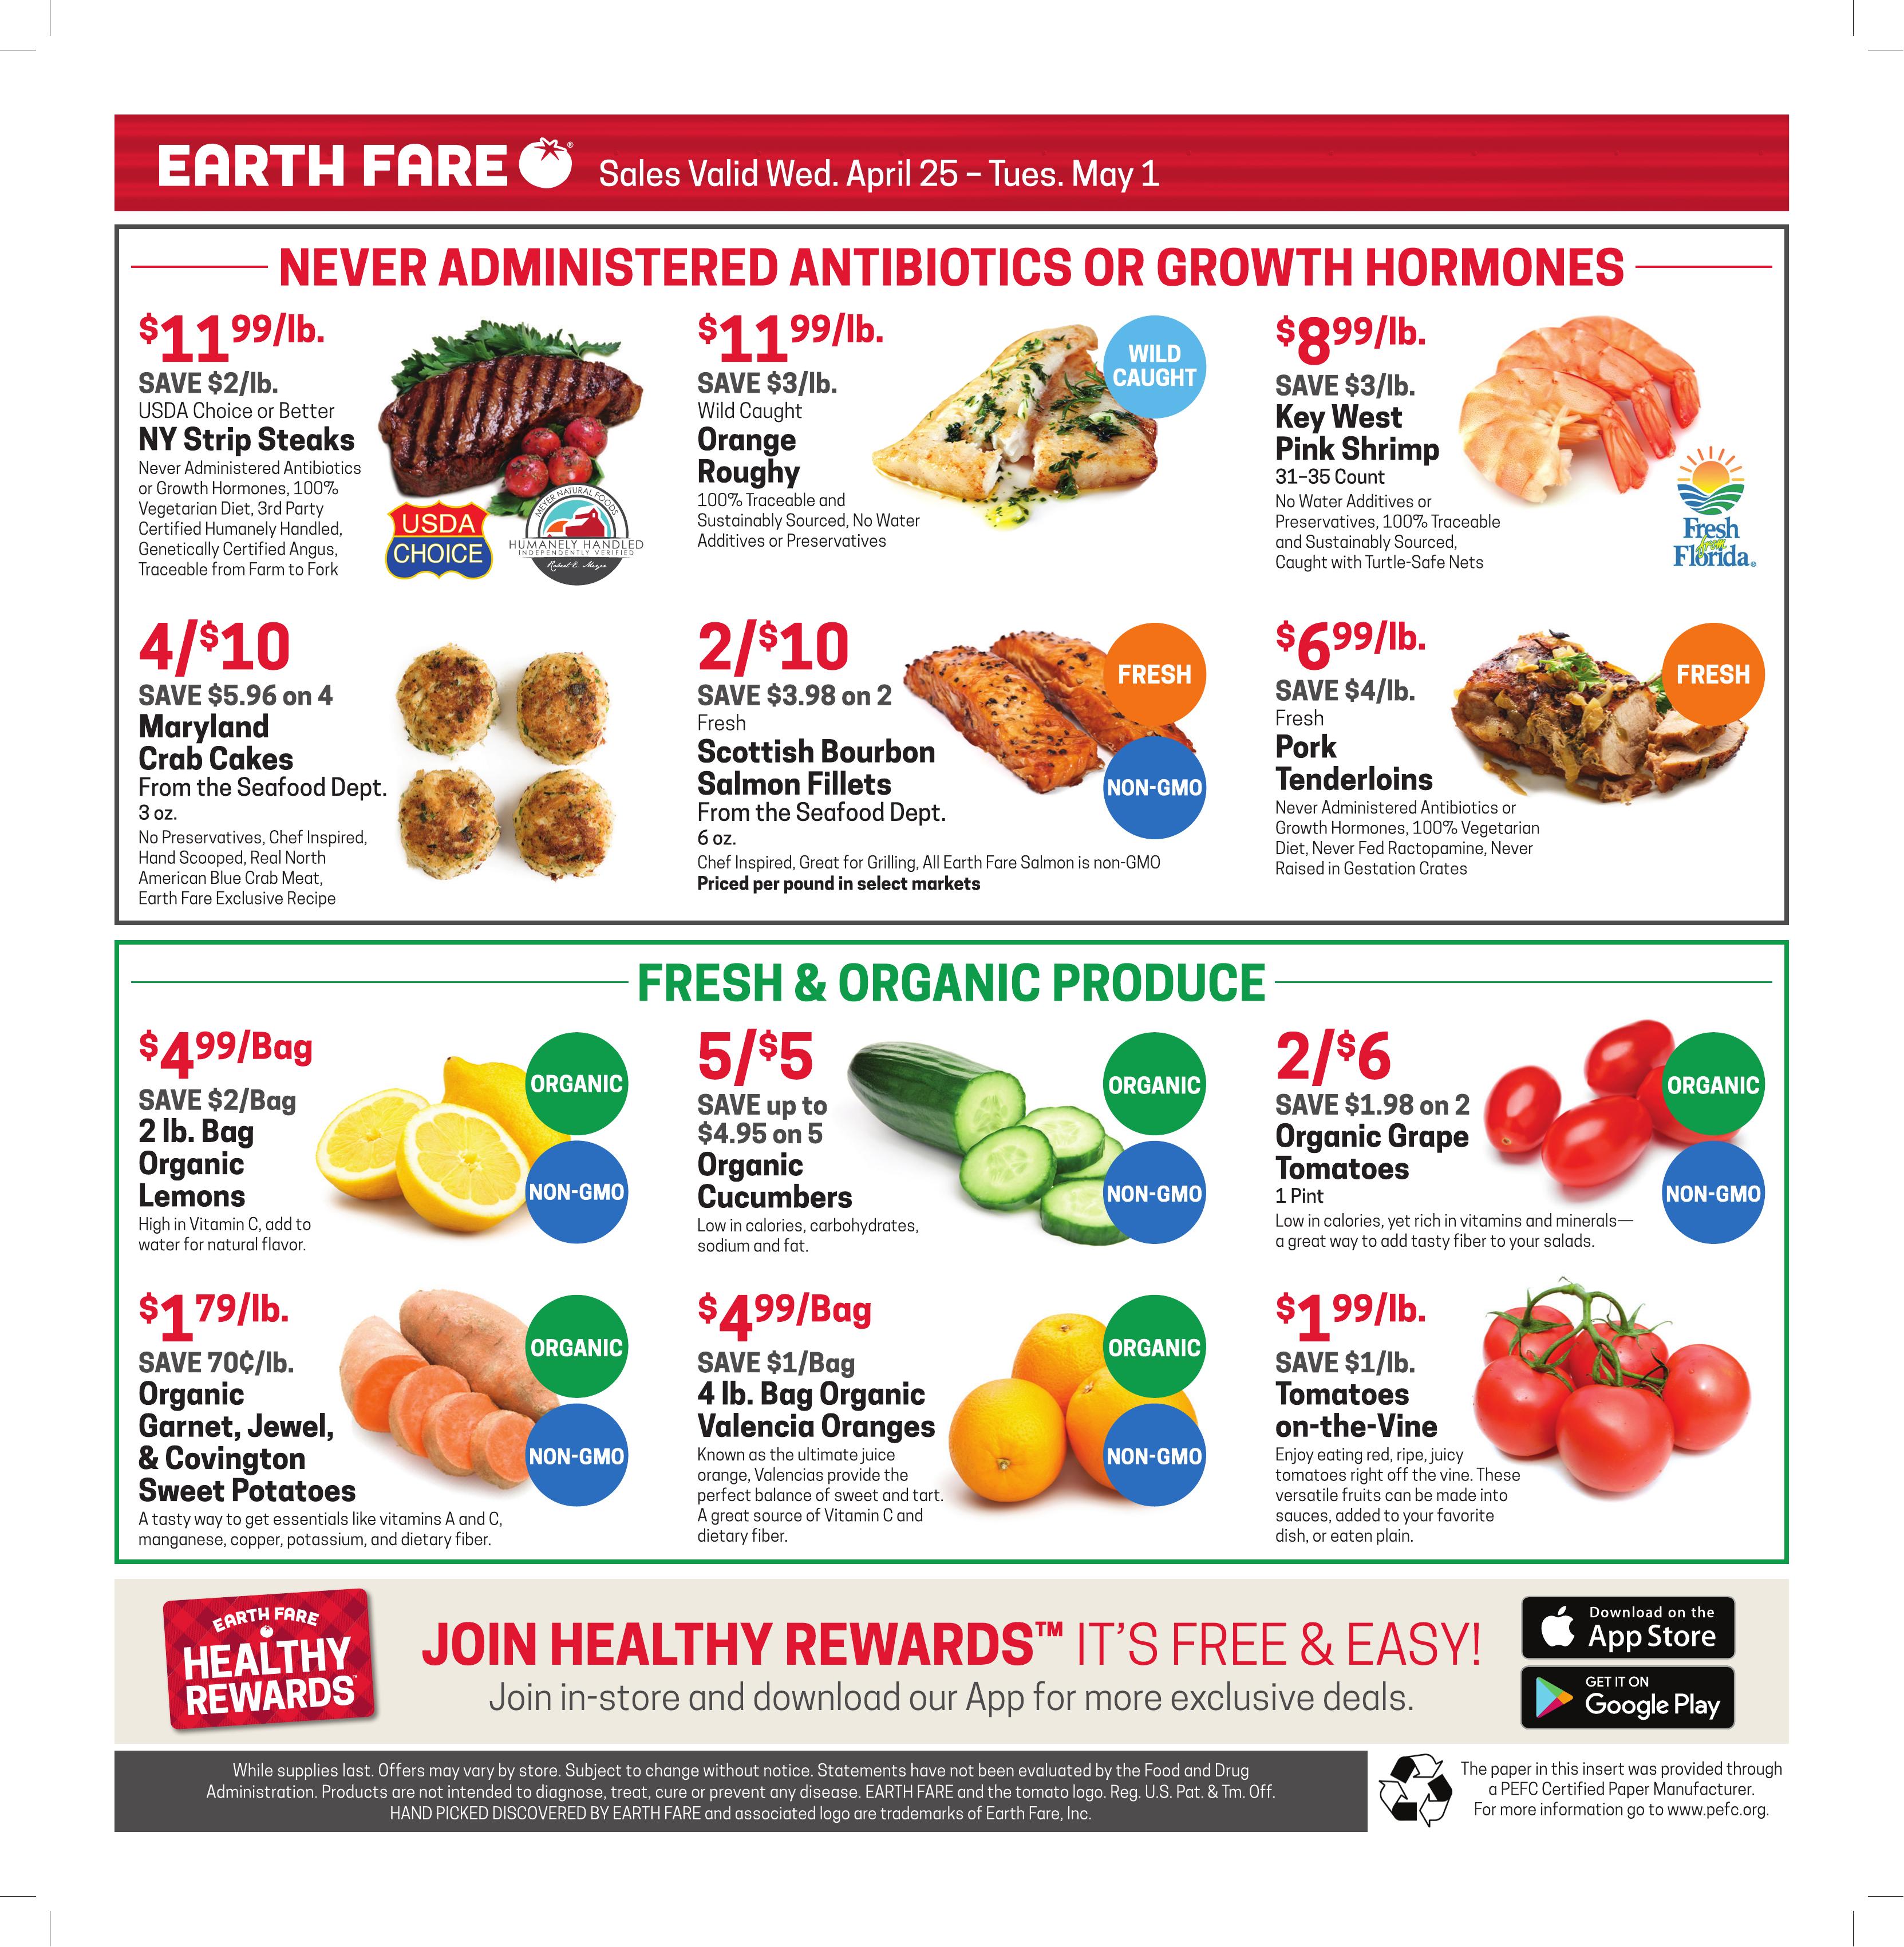 EARTH FARE® Sales Valid Wed. April 25 – Tues. May 1
NEVER ADMINISTERED ANTIBIOTICS OR GROWTH HORMONES
$11 99/lb.
SAVE $2/lb.
USDA Choice or Better
NY Strip Steaks
Never Administered Antibiotics
or Growth Hormones, 100%
Vegetarian Diet, 3rd Party
Certified Humanely Handled,
Genetically Certified Angus,
Traceable from Farm to Fork
USDA
CHOICE
MEYER NATURAL FOODS
HUMANELY HANDLED
INDEPENDENTLY VERIFIED
Robert E. Meyer
$11 99/lb.
SAVE $3/lb.
Wild Caught
Orange
Roughy
100% Traceable and
Sustainably Sourced, No Water
Additives or Preservatives
WILD
CAUGHT
$8 99/lb.
SAVE $3/lb.
Key West
Pink Shrimp
31–35 Count
No Water Additives or
Preservatives, 100% Traceable
and Sustainably Sourced,
Caught with Turtle-Safe Nets
Fresh
from
Florida®
4/$10
SAVE $5.96 on 4
Maryland
Crab Cakes
From the Seafood Dept.
3 oz.
No Preservatives, Chef Inspired,
Hand Scooped, Real North
American Blue Crab Meat,
Earth Fare Exclusive Recipe
2/$10
SAVE $3.98 on 2
Fresh
Scottish Bourbon
Salmon Fillets
From the Seafood Dept.
6 oz.
Chef Inspired, Great for Grilling, All Earth Fare Salmon is non-GMO
Priced per pound in select markets
FRESH
NON-GMO
$6 99/lb.
SAVE $4/lb.
Fresh
Pork
Tenderloins
Never Administered Antibiotics or
Growth Hormones, 100% Vegetarian
Diet, Never Fed Ractopamine, Never
Raised in Gestation Crates
FRESH
FRESH & ORGANIC PRODUCE
$4 99/Bag
SAVE $2/Bag
2 lb. Bag
Organic
Lemons
High in Vitamin C, add to
water for natural flavor.
ORGANIC
NON-GMO
5/$5
SAVE up to
$4.95 on 5
Organic
Cucumbers
Low in calories, carbohydrates,
sodium and fat.
ORGANIC
NON-GMO
2/$6
SAVE $1.98 on 2
Organic Grape
Tomatoes
1 Pint
Low in calories, yet rich in vitamins and minerals—
a great way to add tasty fiber to your salads.
ORGANIC
NON-GMO
$1 79/lb.
SAVE 70¢/lb.
Organic
Garnet, Jewel,
& Covington
Sweet Potatoes
A tasty way to get essentials like vitamins A and C,
manganese, copper, potassium, and dietary fiber.
ORGANIC
NON-GMO
$4 99/Bag
SAVE $1/Bag
4 lb. Bag Organic
Valencia Oranges
Known as the ultimate juice
orange, Valencias provide the
perfect balance of sweet and tart.
A great source of Vitamin C and
dietary fiber.
ORGANIC
NON-GMO
$1 99/lb.
SAVE $1/lb.
Tomatoes
on-the-Vine
Enjoy eating red, ripe, juicy
tomatoes right off the vine. These
versatile fruits can be made into
sauces, added to your favorite
dish, or eaten plain.
EARTH FARE
HEALTHY
REWARDS™
JOIN HEALTHY REWARDS™ IT'S FREE & EASY!
Join in-store and download our App for more exclusive deals.
Download on the
App Store
GET IT ON
Google Play
While supplies last. Offers may vary by store. Subject to change without notice. Statements have not been evaluated by the Food and Drug
Administration. Products are not intended to diagnose, treat, cure or prevent any disease. EARTH FARE and the tomato logo. Reg. U.S. Pat. & Tm. Off.
HAND PICKED DISCOVERED BY EARTH FARE and associated logo are trademarks of Earth Fare, Inc.
The paper in this insert was provided through
a PEFC Certified Paper Manufacturer.
For more information go to www.pefc.org.